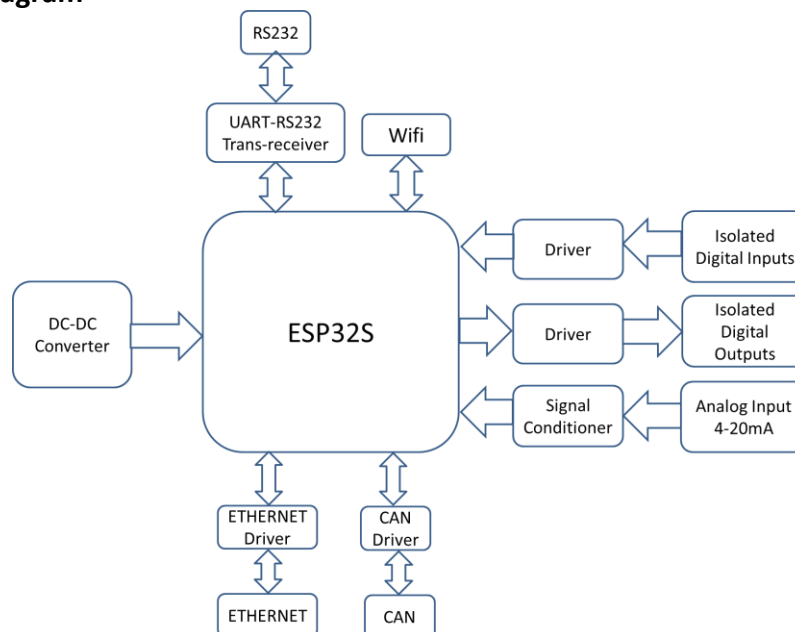 RS232
UART-RS232
Trans-receiver
Wifi
Driver
Isolated
Digital Inputs
DC-DC
Converter
ESP32S
Driver
Isolated
Digital
Outputs
Signal
Conditioner
Analog Input
4-20mA
ETHERNET
Driver
CAN
Driver
ETHERNET
CAN